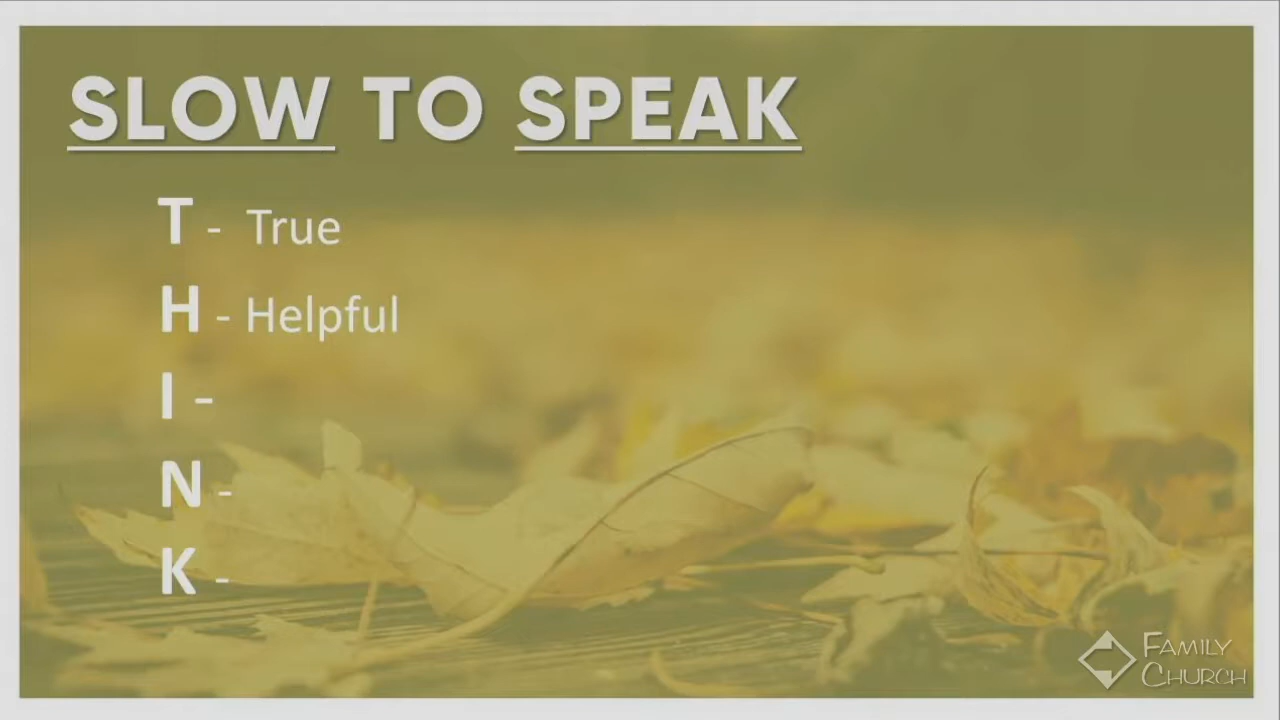 SLOW TO SPEAK
T - True
H - Helpful
I -
N -
K -
FAMILY
CHURCH